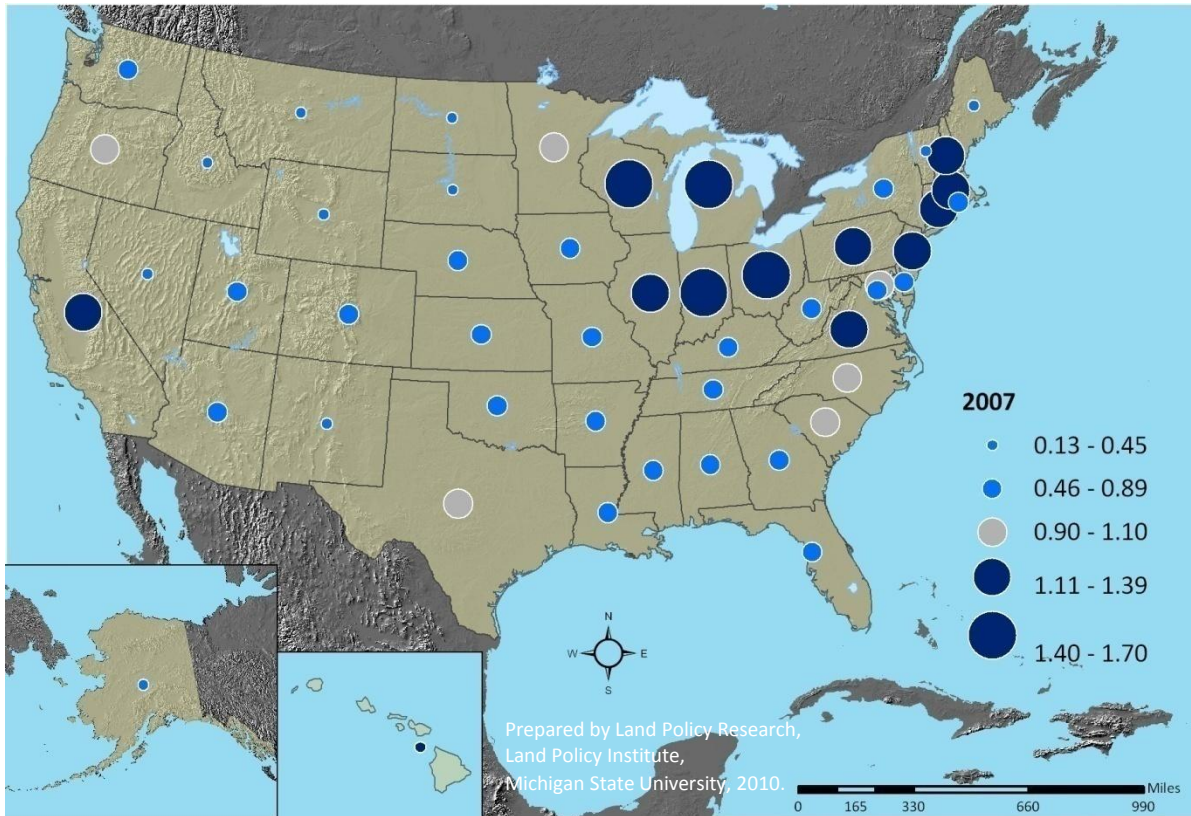 2007
0.13 - 0.45
0.46 - 0.89
0.90 - 1.10
1.11 - 1.39
1.40 - 1.70
N
W E
S
Prepared by Land Policy Research,
Land Policy Institute,
Michigan State University, 2010.
Miles
0 165 330 660 990